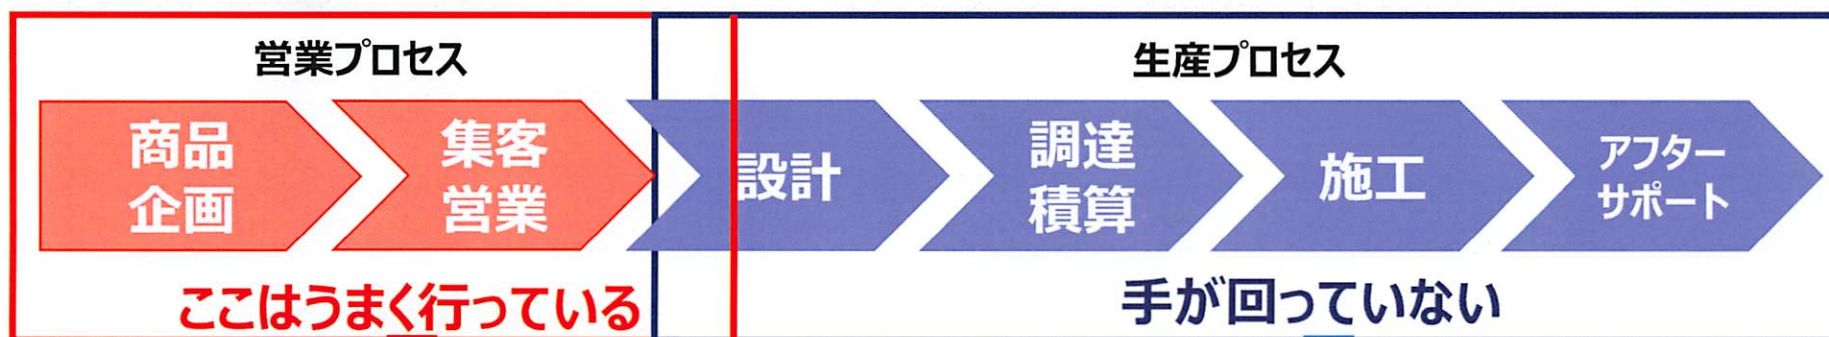 営業プロセス
生産プロセス
商品
企画
集客
営業
設計
調達
積算
施工
アフター
サポート
ここはうまく行っている
手が回っていない